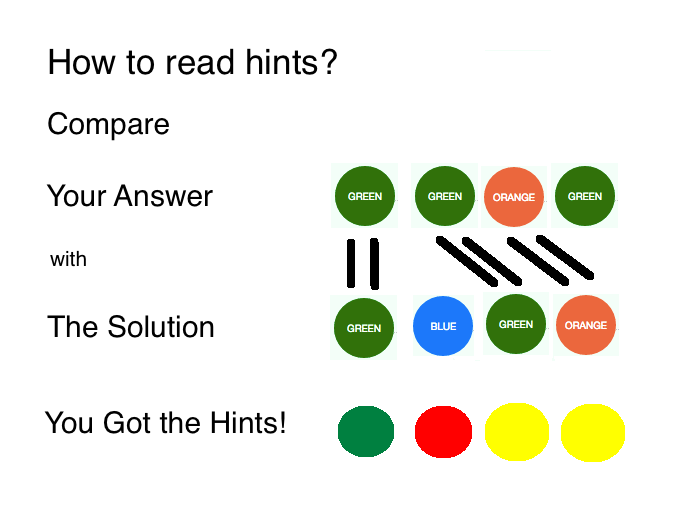 How to read hints?
Compare
Your Answer
GREEN GREEN ORANGE GREEN
with
The Solution
GREEN BLUE GREEN ORANGE
You Got the Hints!